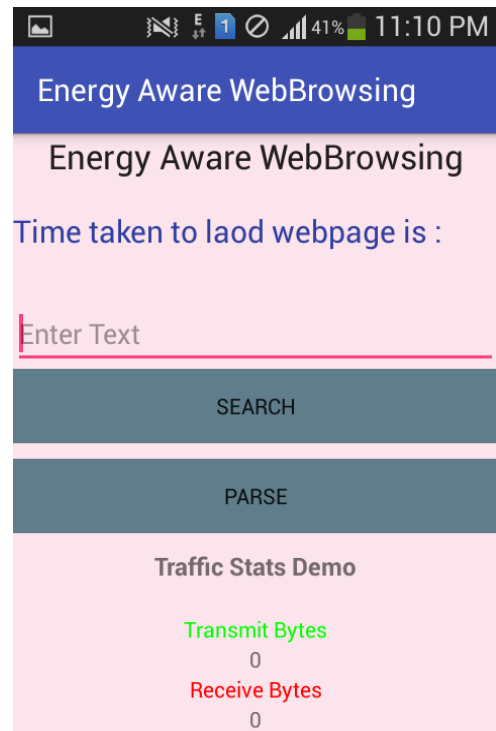 E 1 41% 11:10 PM
Energy Aware WebBrowsing
Energy Aware WebBrowsing
Time taken to laod webpage is :
Enter Text
SEARCH
PARSE
Traffic Stats Demo
Transmit Bytes
0
Receive Bytes
0